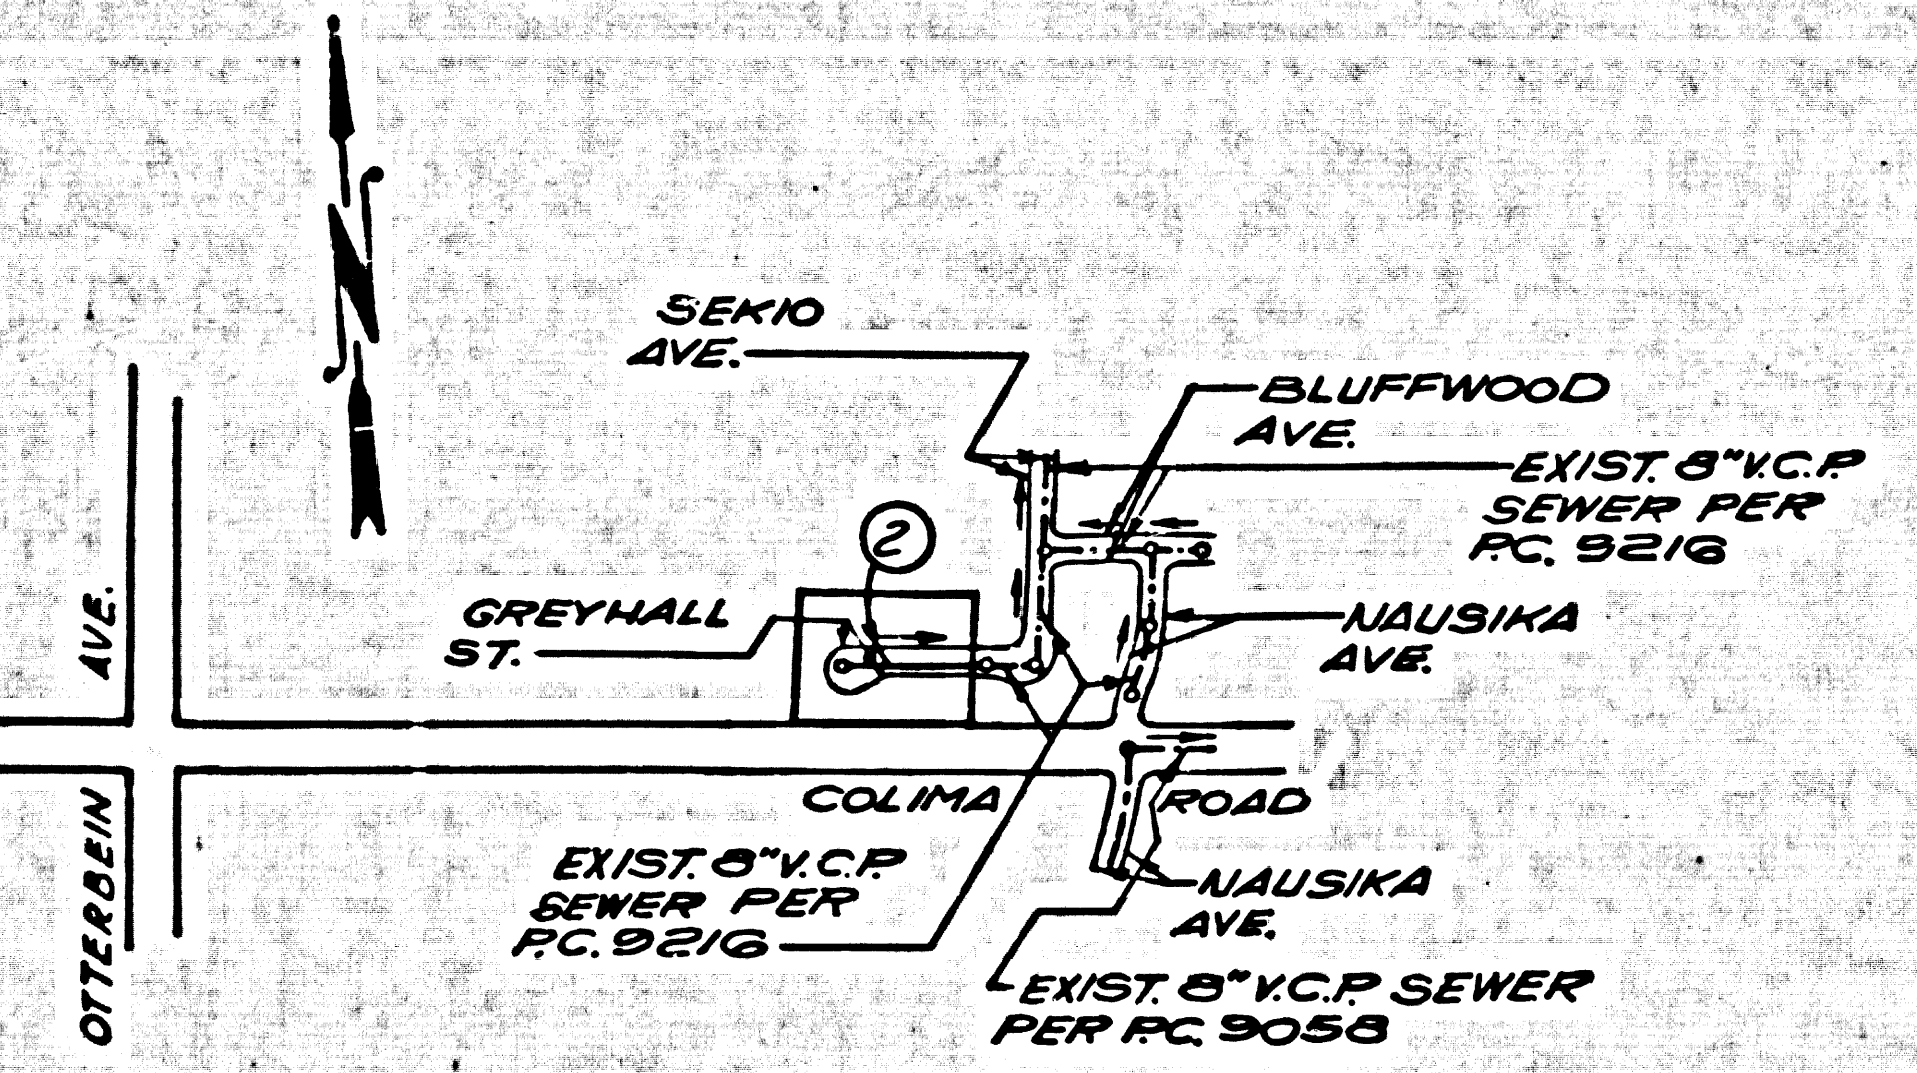 SEKIO
AVE.
BLUFFWOOD
AVE.
EXIST. 8" V.C.P.
SEWER PER
P.C. 9216
2
GREYHALL
ST.
NAUSIKA
AVE.
OTTERBEIN AVE.
COLIMA ROAD
EXIST. 8" V.C.P.
SEWER PER
P.C. 9216
NAUSIKA
AVE.
EXIST. 8" V.C.P. SEWER
PER P.C. 9058